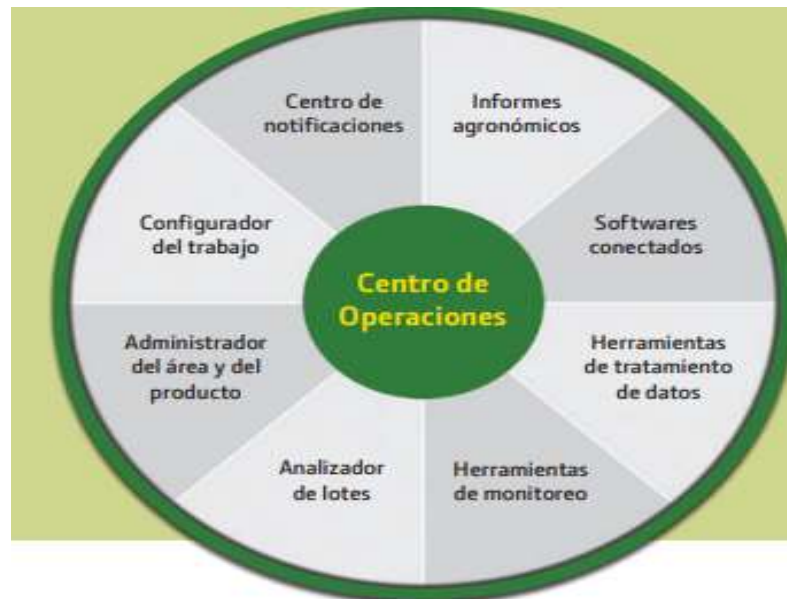 Centro de
notificaciones
Informes
agronómicos
Configurador
del trabajo
Softwares
conectados
Centro de
Operaciones
Administrador
del área y del
producto
Herramientas
de tratamiento
de datos
Analizador
de lotes
Herramientas
de monitoreo